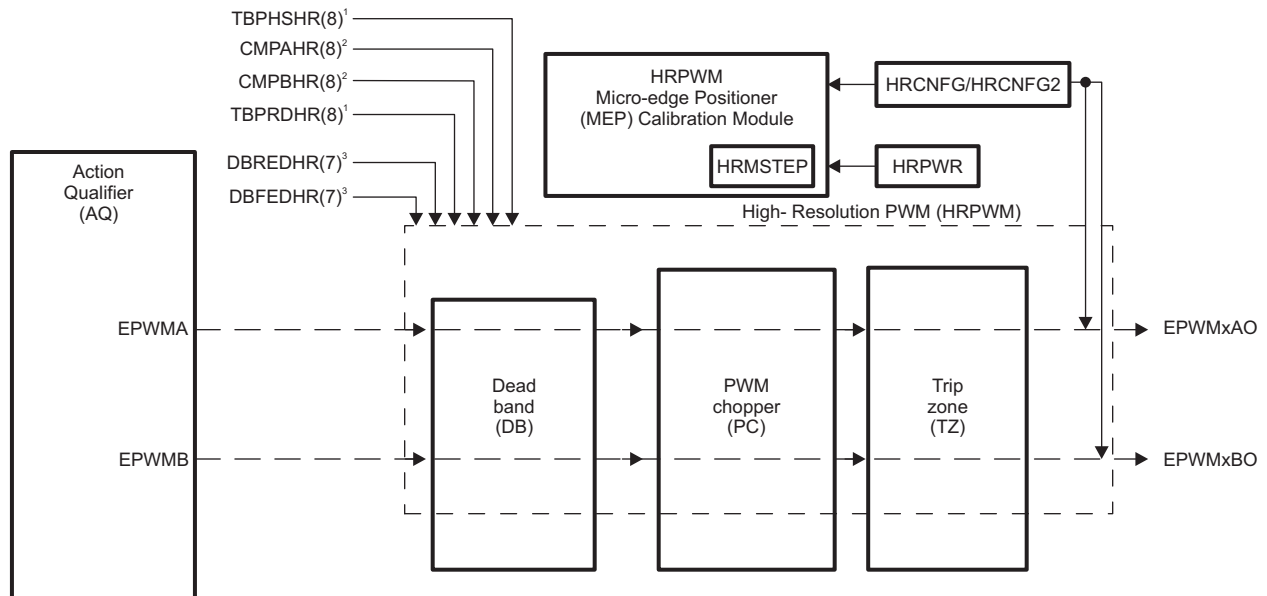 TBPHSHR(8)¹
CMPAHR(8)²
CMPBHR(8)²
TBPRDHR(8)¹
DBREDHR(7)³
DBFEDHR(7)³
HRPWM
Micro-edge Positioner
(MEP) Calibration Module
HRMSTEP
HRCNFG/HRCNFG2
HRPWR
High- Resolution PWM (HRPWM)
Action
Qualifier
(AQ)
EPWMA
EPWMB
Dead
band
(DB)
PWM
chopper
(PC)
Trip
zone
(TZ)
EPWMxAO
EPWMxBO